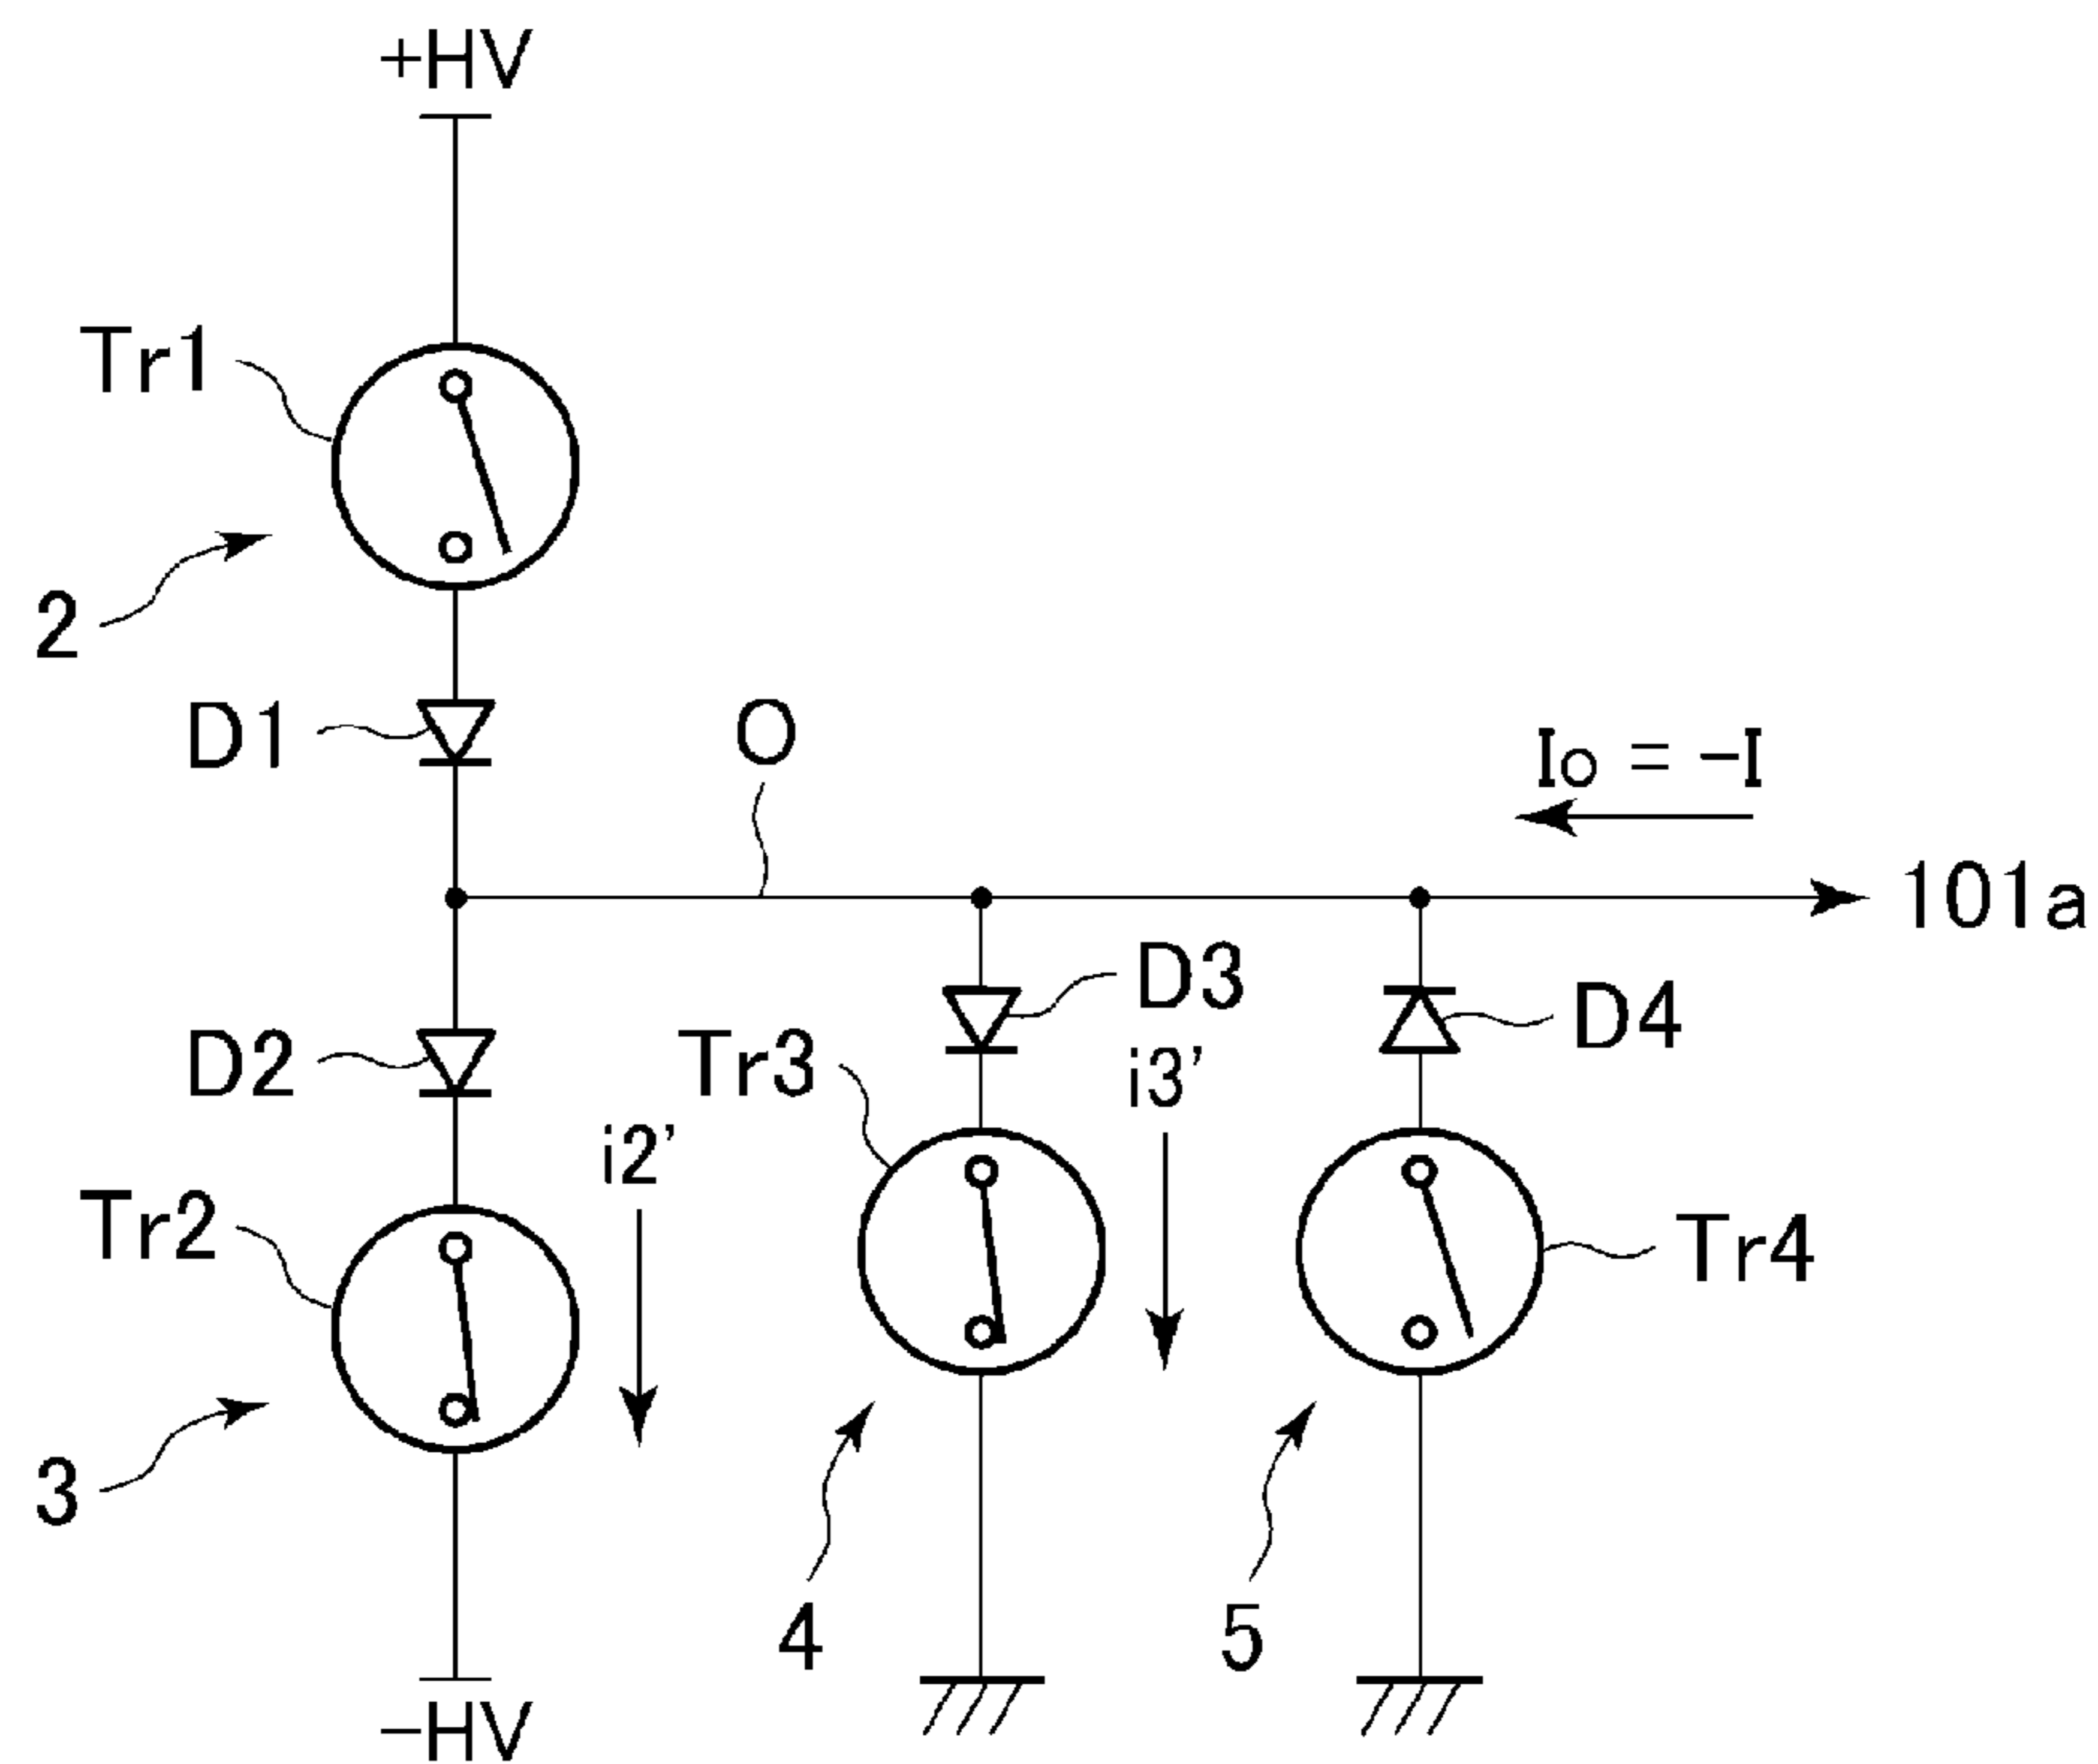 +HV
Tr1
2
D1
O
Io = -I
101a
D2
D3
D4
Tr3
i3'
i2'
Tr2
Tr4
3
4
5
-HV